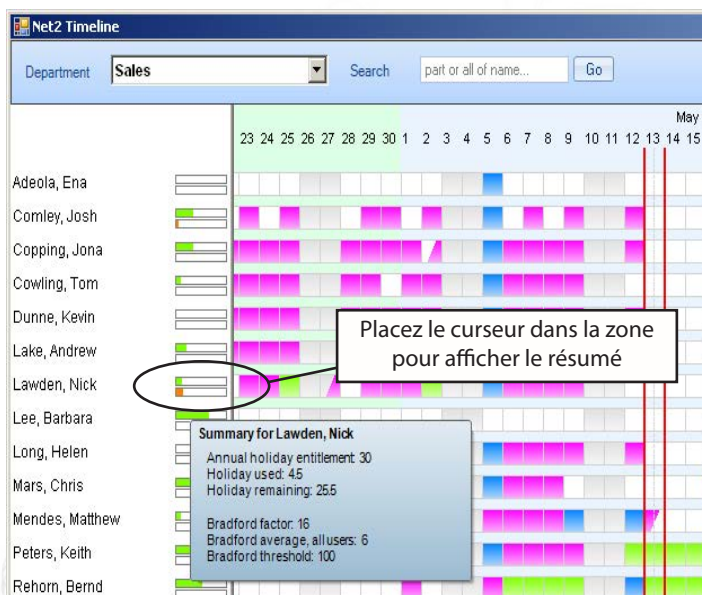 Net2 Timeline
Department Sales Search part or all of name... Go
May
23 24 25 26 27 28 29 30 1 2 3 4 5 6 7 8 9 10 11 12 13 14 15
Adeola, Ena
Comley, Josh
Copping, Jona
Cowling, Tom
Dunne, Kevin
Placez le curseur dans la zone
pour afficher le résumé
Lake, Andrew
Lawden, Nick
Lee, Barbara
Summary for Lawden, Nick
Annual holiday entitlement: 30
Holiday used: 4.5
Holiday remaining: 25.5
Bradford factor: 16
Bradford average, all users: 6
Bradford threshold: 100
Long, Helen
Mars, Chris
Mendes, Matthew
Peters, Keith
Rehorn, Bernd